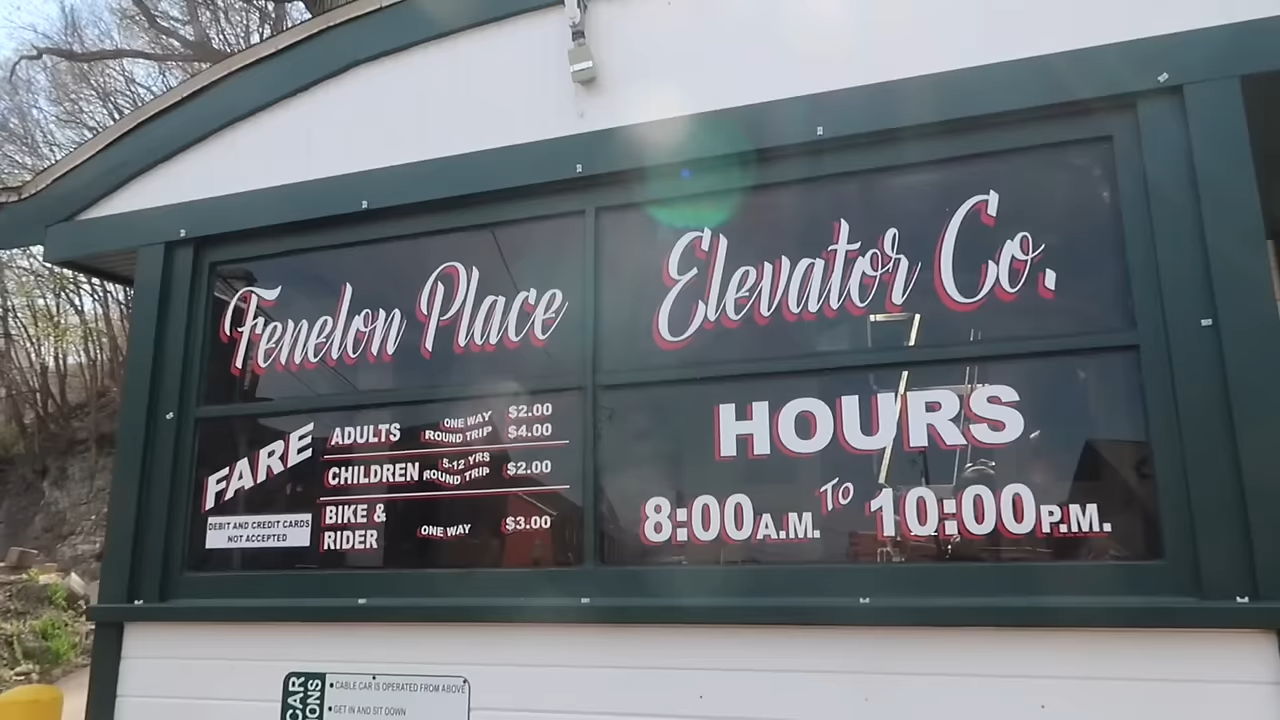 Fenelon Place Elevator Co.
FARE
ADULTS ONE WAY $2.00
ROUND TRIP $4.00
CHILDREN 5-12 YRS ROUND TRIP $2.00
BIKE & RIDER ONE WAY $3.00
DEBIT AND CREDIT CARDS
NOT ACCEPTED
HOURS
8:00 A.M. TO 10:00 P.M.
CAR
•CABLE CAR IS OPERATED FROM ABOVE
•GET IN AND SIT DOWN